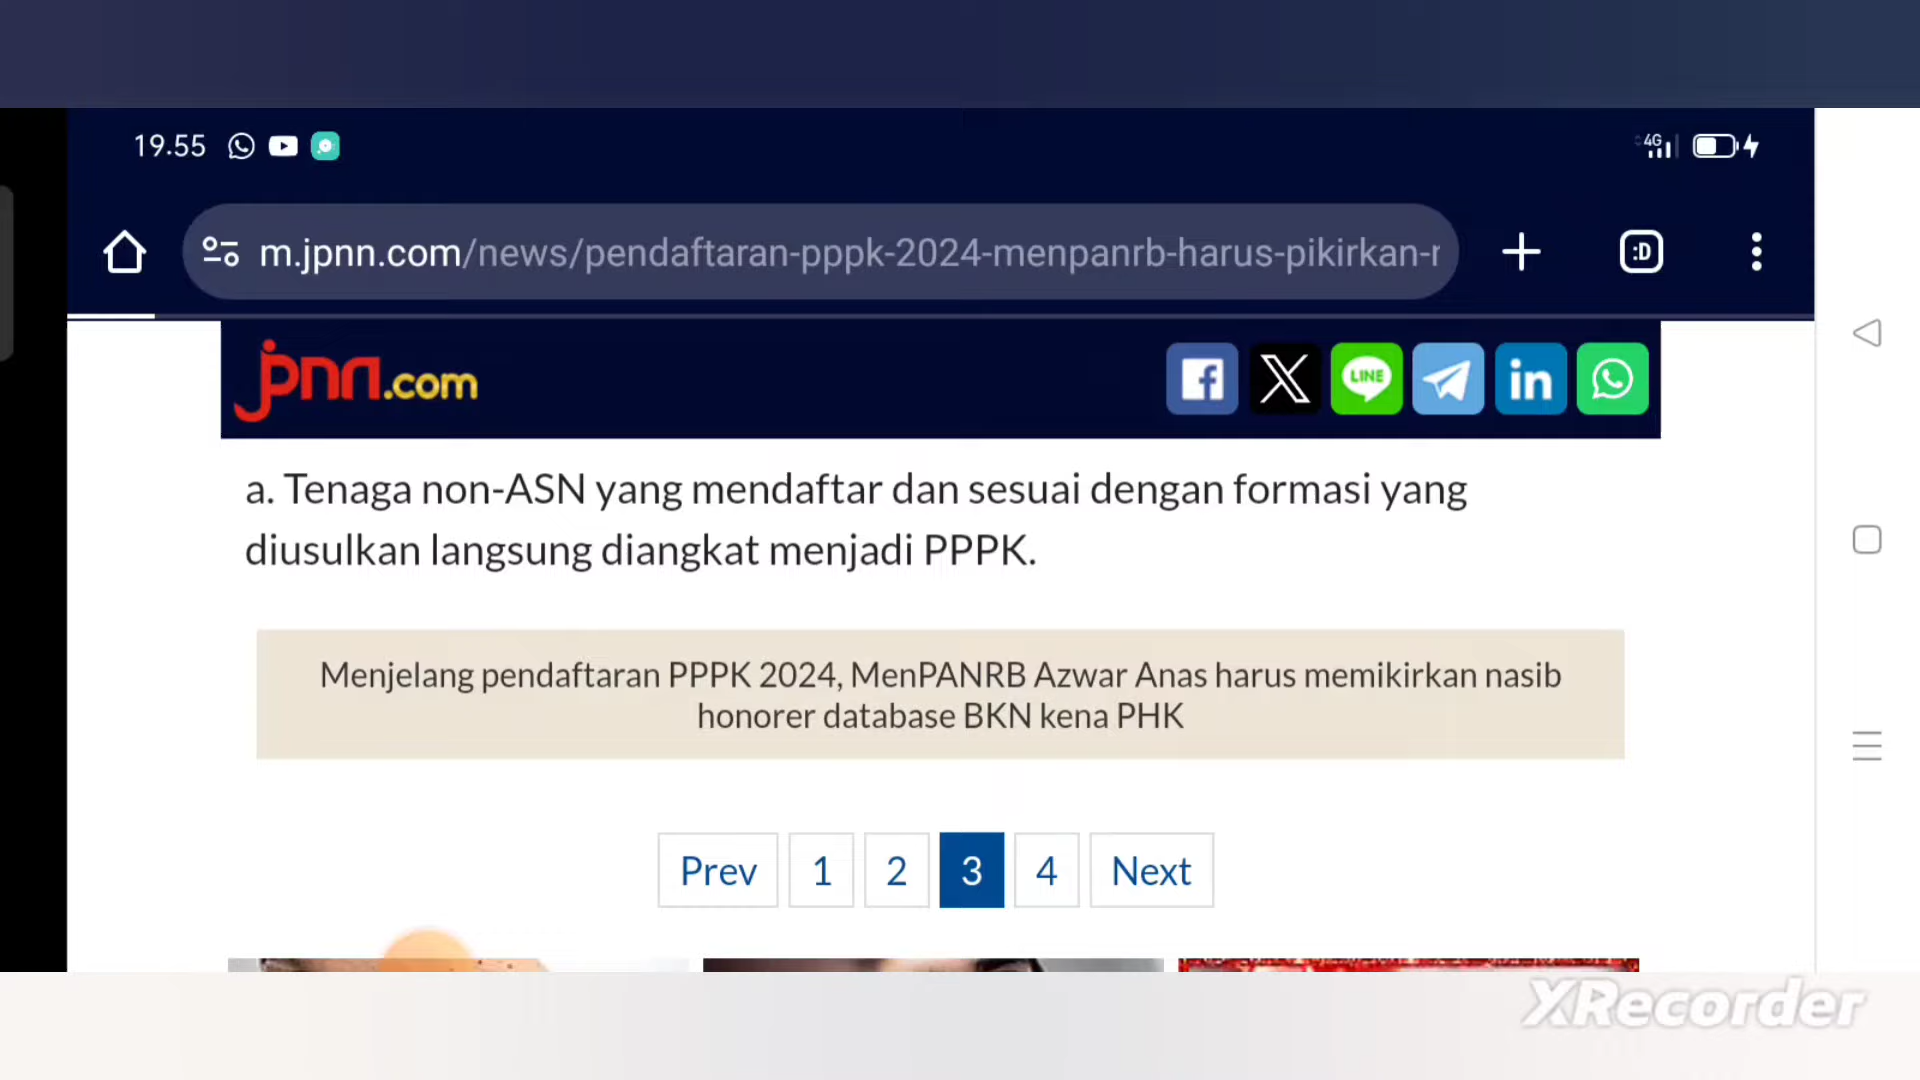 19.55
4G
m.jpnn.com/news/pendaftaran-pppk-2024-menpanrb-harus-pikirkan-r
:D
jpnn.com
LINE
a. Tenaga non-ASN yang mendaftar dan sesuai dengan formasi yang
diusulkan langsung diangkat menjadi PPPK.
Menjelang pendaftaran PPPK 2024, MenPANRB Azwar Anas harus memikirkan nasib
honorer database BKN kena PHK
Prev 1 2 3 4 Next
XRecorder